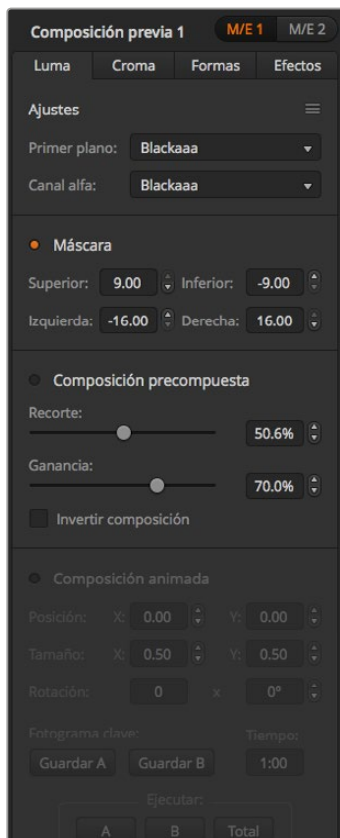 Composición previa 1 M/E 1 M/E 2
Luma Croma Formas Efectos
Ajustes
Primer plano: Blackaaa
Canal alfa: Blackaaa
Máscara
Superior: 9.00 Inferior: -9.00
Izquierda: -16.00 Derecha: 16.00
Composición precompuesta
Recorte:
50.6%
Ganancia:
70.0%
Invertir composición
Composición animada
Posición: X: 0.00 Y: 0.00
Tamaño: X: 0.50 Y: 0.50
Rotación: 0 x 0°
Fotograma clave: Tiempo:
Guardar A Guardar B 1:00
Ejecutar:
A B Total